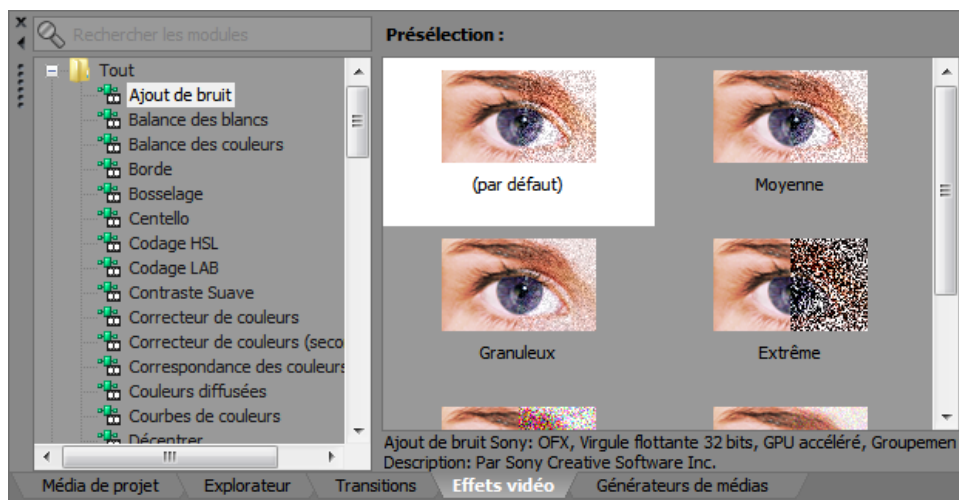 Rechercher les modules
Présélection :
Tout
Ajout de bruit
Balance des blancs
Balance des couleurs
Borde
Bosselage
Centello
Codage HSL
Codage LAB
Contraste Suave
Correcteur de couleurs
Correcteur de couleurs (seco
Correspondance des couleurs
Couleurs diffusées
Courbes de couleurs
Décentrer
(par défaut)
Moyenne
Granuleux
Extrême
Ajout de bruit Sony: OFX, Virgule flottante 32 bits, GPU accéléré, Groupemen
Description: Par Sony Creative Software Inc.
Média de projet
Explorateur
Transitions
Effets vidéo
Générateurs de médias